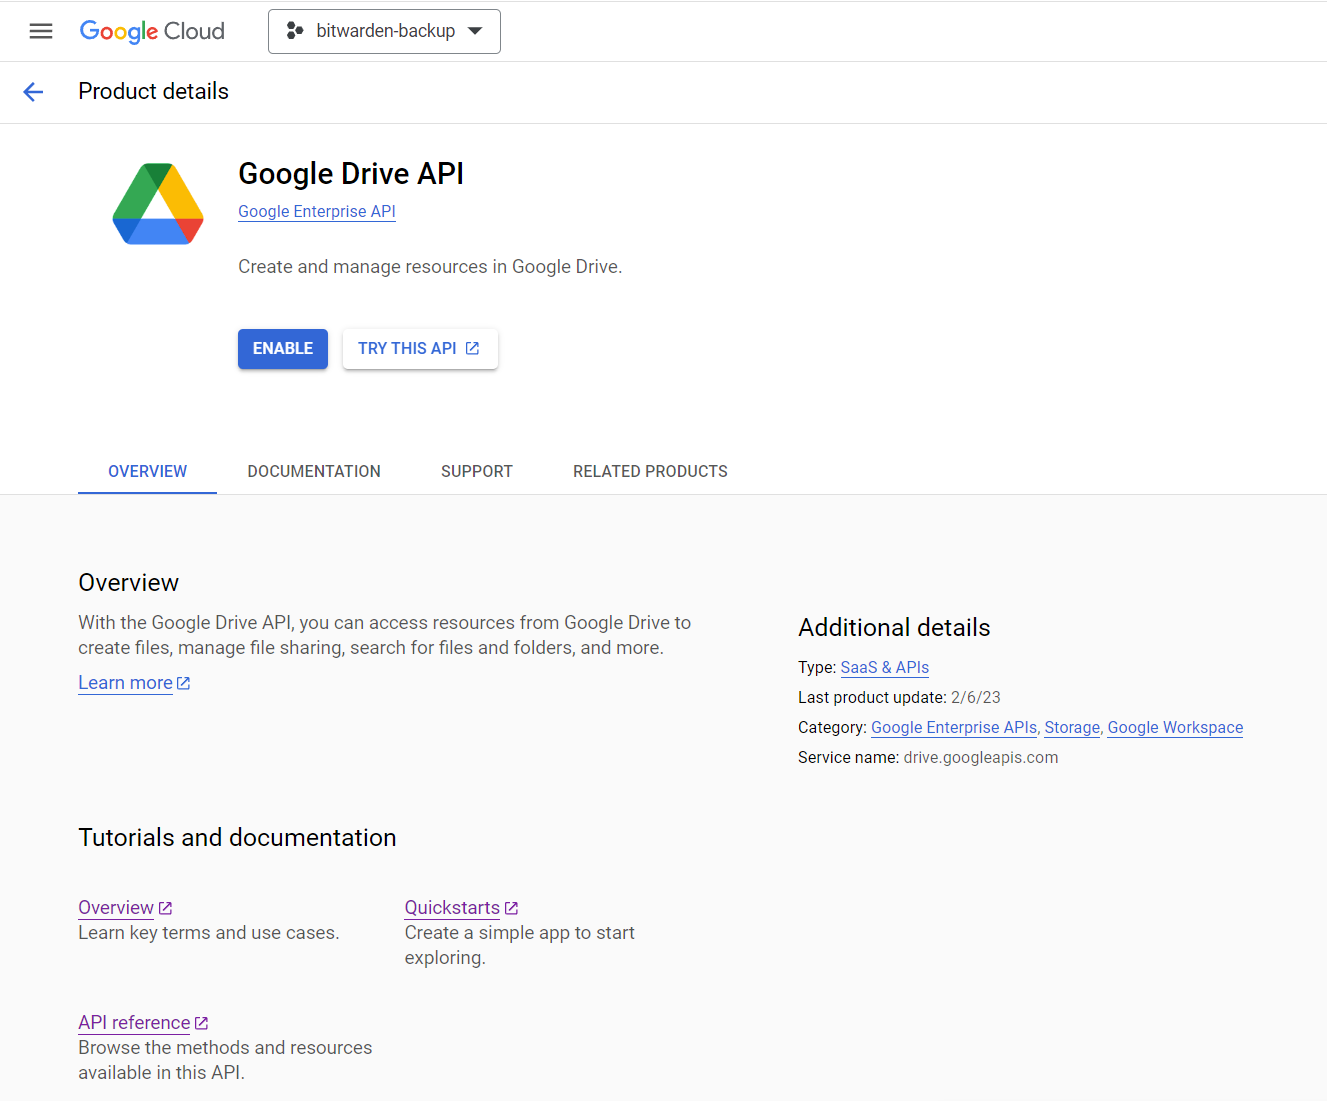 Google Cloud
bitwarden-backup
Product details
Google Drive API
Google Enterprise API
Create and manage resources in Google Drive.
ENABLE
TRY THIS API
OVERVIEW
DOCUMENTATION
SUPPORT
RELATED PRODUCTS
Overview
With the Google Drive API, you can access resources from Google Drive to
create files, manage file sharing, search for files and folders, and more.
Learn more
Additional details
Type: SaaS & APIs
Last product update: 2/6/23
Category: Google Enterprise APIs, Storage, Google Workspace
Service name: drive.googleapis.com
Tutorials and documentation
Overview
Learn key terms and use cases.
Quickstarts
Create a simple app to start
exploring.
API reference
Browse the methods and resources
available in this API.